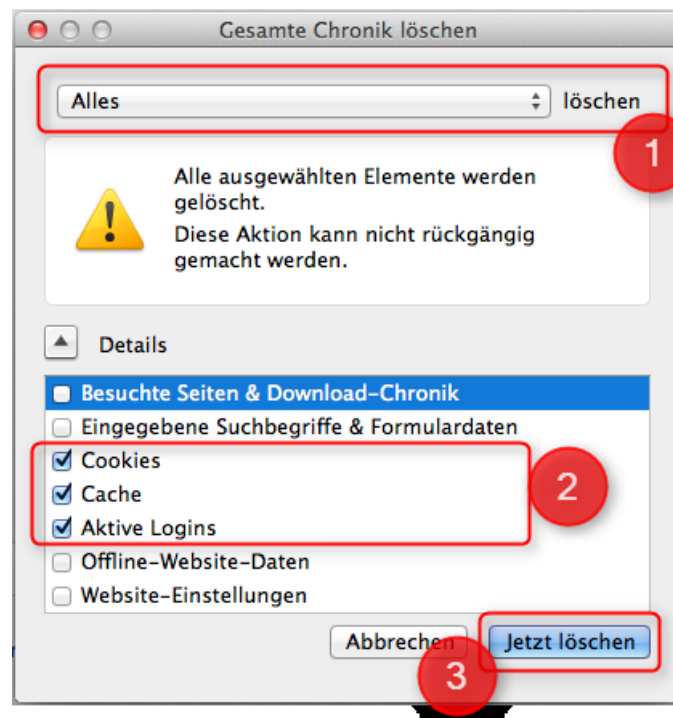 Gesamte Chronik löschen
Alles löschen
1
Alle ausgewählten Elemente werden
gelöscht.
Diese Aktion kann nicht rückgängig
gemacht werden.
Details
Besuchte Seiten & Download-Chronik
Eingegebene Suchbegriffe & Formulardaten
Cookies
Cache
2
Aktive Logins
Offline-Website-Daten
Website-Einstellungen
Abbrechen Jetzt löschen
3